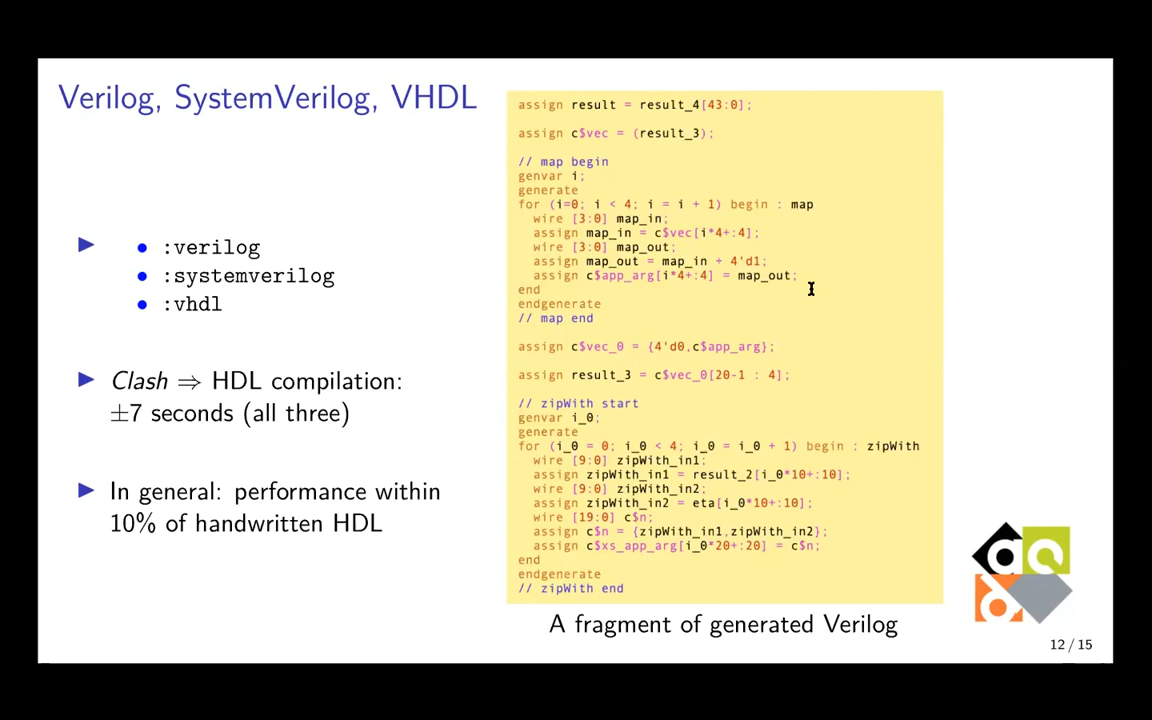 Verilog, SystemVerilog, VHDL
▶ • :verilog
• :systemverilog
• :vhdl
▶ Clash ⇒ HDL compilation:
±7 seconds (all three)
▶ In general: performance within
10% of handwritten HDL
assign result = result_4[43:0];
assign c$vec = (result_3);
// map begin
genvar i;
generate
for (i=0; i < 4; i = i + 1) begin : map
  wire [3:0] map_in;
  assign map_in = c$vec[i*4+:4];
  wire [3:0] map_out;
  assign map_out = map_in + 4'd1;
  assign c$app_arg[i*4+:4] = map_out;
end
endgenerate
// map end
assign c$vec_0 = {4'd0,c$app_arg};
assign result_3 = c$vec_0[20-1 : 4];
// zipWith start
genvar i_0;
generate
for (i_0 = 0; i_0 < 4; i_0 = i_0 + 1) begin : zipWith
  wire [9:0] zipWith_in1;
  assign zipWith_in1 = result_2[i_0*10+:10];
  wire [9:0] zipWith_in2;
  assign zipWith_in2 = eta[i_0*10+:10];
  wire [19:0] c$n;
  assign c$n = {zipWith_in1,zipWith_in2};
  assign c$xs_app_arg[i_0*20+:20] = c$n;
end
endgenerate
// zipWith end
A fragment of generated Verilog
12 / 15